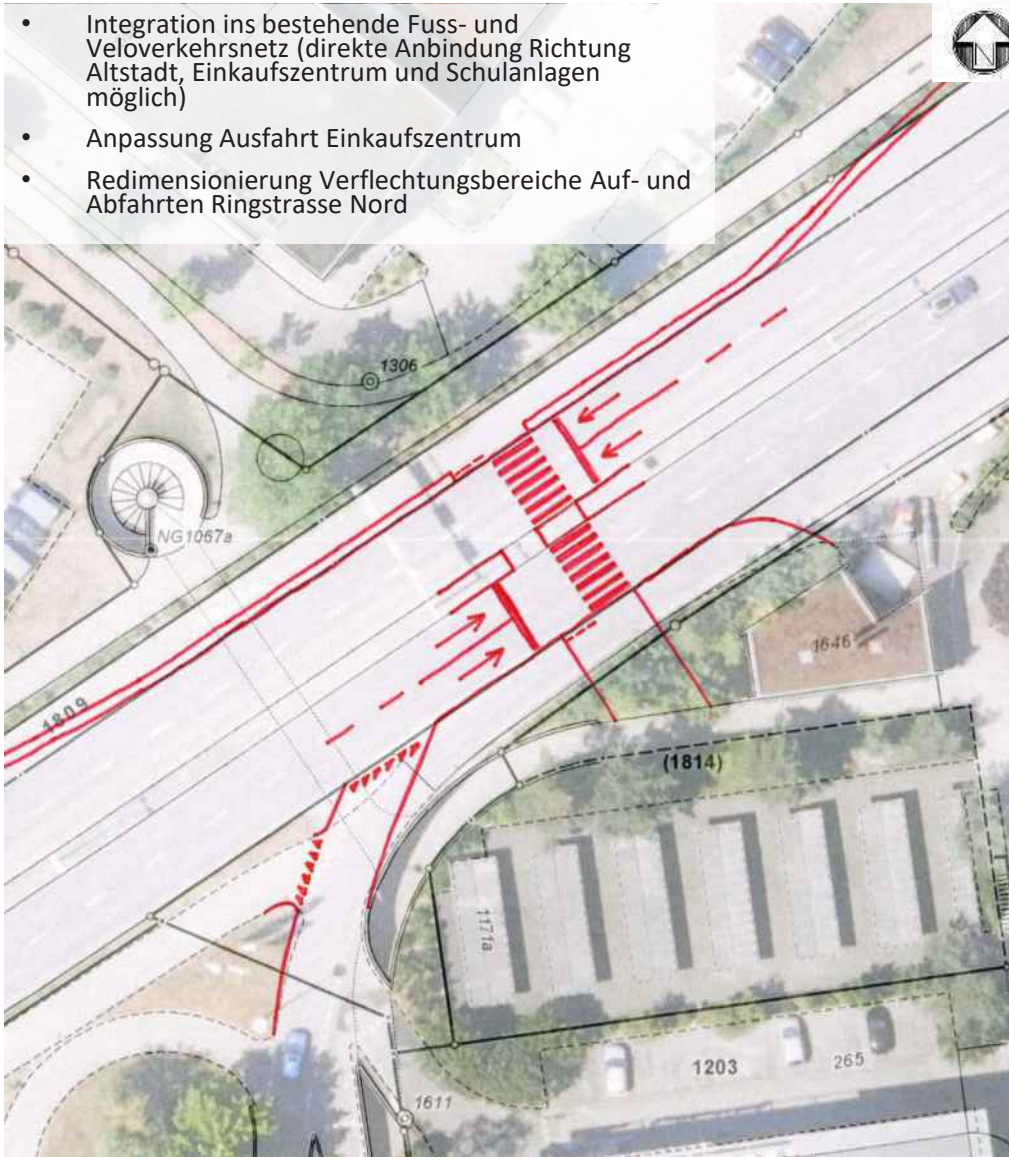 • Integration ins bestehende Fuss- und
Veloverkehrsnetz (direkte Anbindung Richtung
Altstadt, Einkaufszentrum und Schulanlagen
möglich)
• Anpassung Ausfahrt Einkaufszentrum
• Redimensionierung Verflechtungsbereiche Auf- und
Abfahrten Ringstrasse Nord
N
1306
NG1067a
1646
1809
(1814)
1171a
1203
265
1611